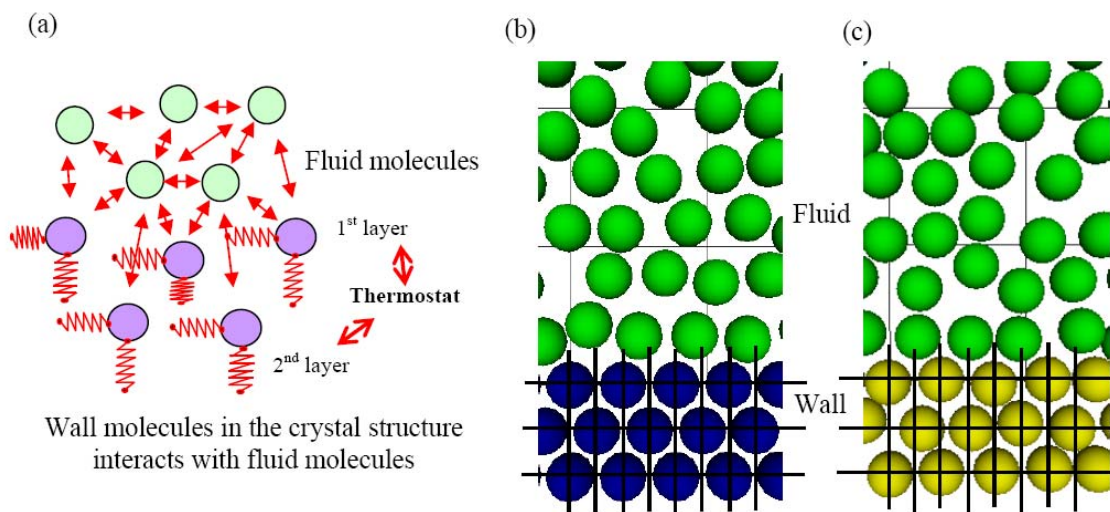 (a)
(b)
(c)
Fluid molecules
Fluid
1st layer
Thermostat
2nd layer
Wall
Wall molecules in the crystal structure
interacts with fluid molecules